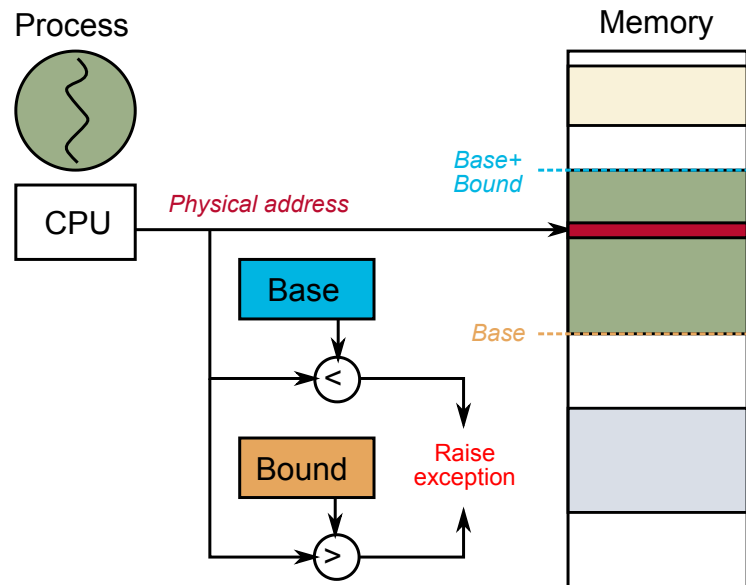 Process
Memory
Base+
Bound
Physical address
CPU
Base
Base
<
Bound
Raise
exception
>